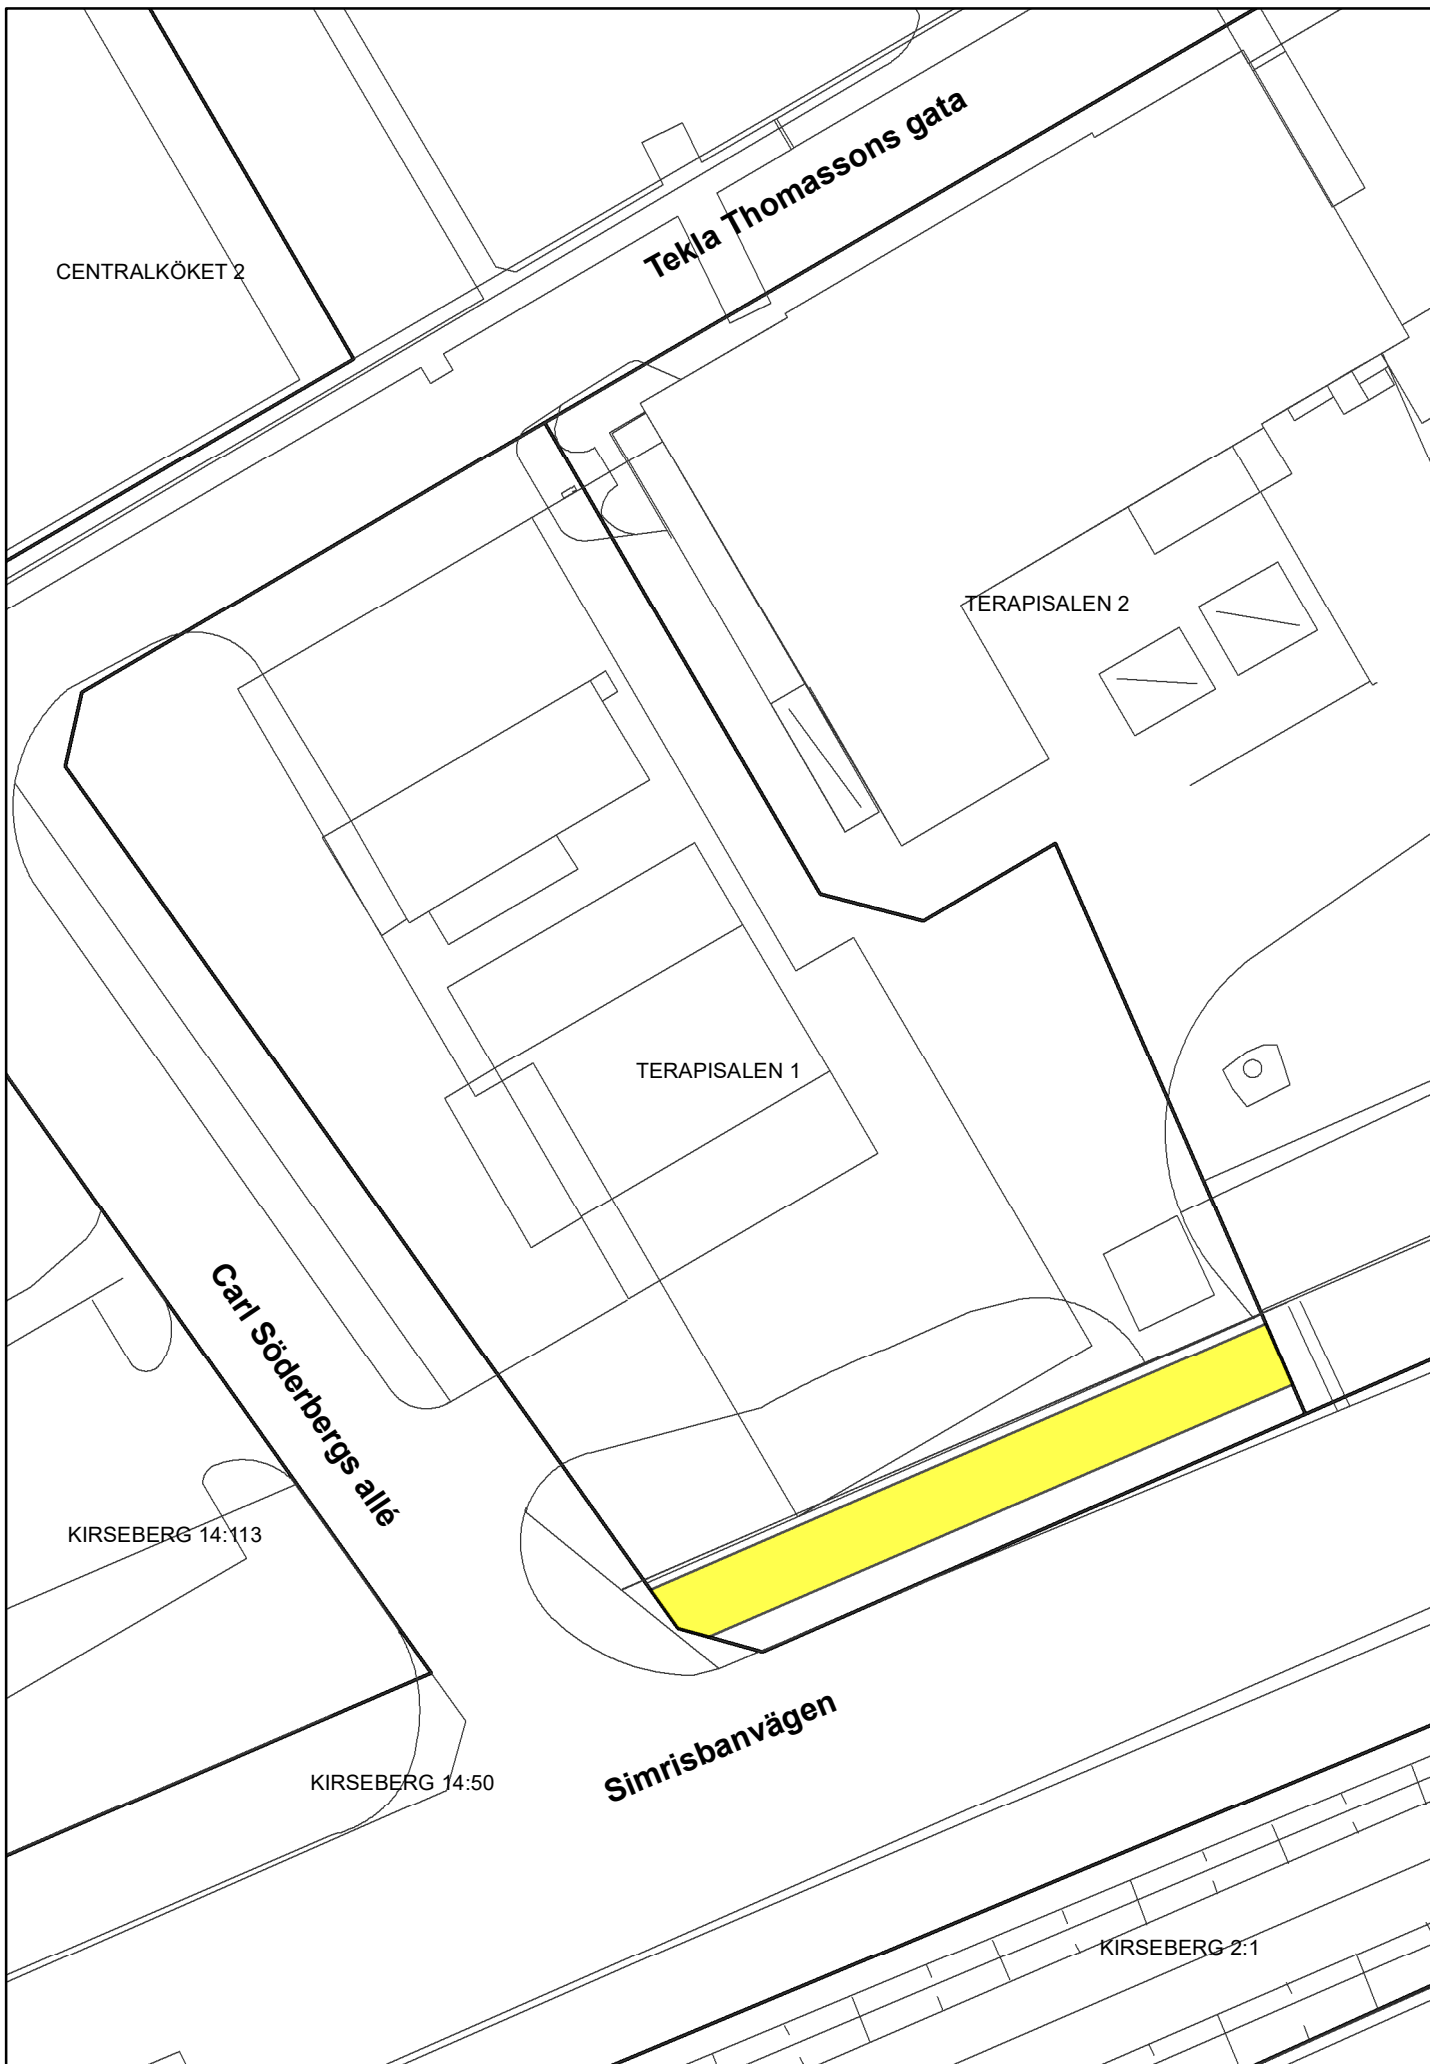 Tekla Thomassons gata
CENTRALKÖKET 2
TERAPISALEN 2
TERAPISALEN 1
Carl Söderbergs allé
KIRSEBERG 14:113
Simrisbanvägen
KIRSEBERG 14:50
KIRSEBERG 2:1